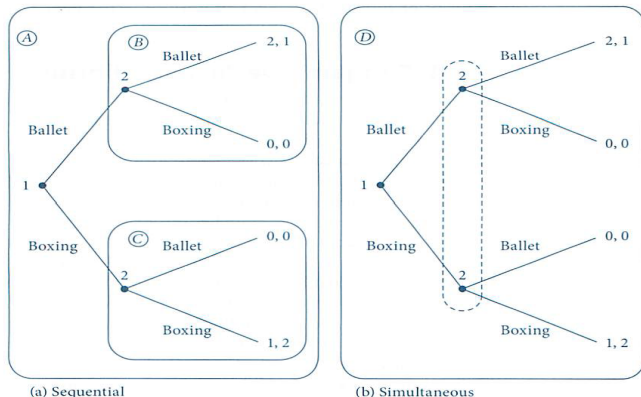 A
B
Ballet
2, 1
2
Ballet
Boxing
0, 0
1
Boxing
C
Ballet
0, 0
2
Boxing
1, 2
(a) Sequential
D
Ballet
2, 1
2
Ballet
Boxing
0, 0
1
Boxing
Ballet
0, 0
2
Boxing
1, 2
(b) Simultaneous